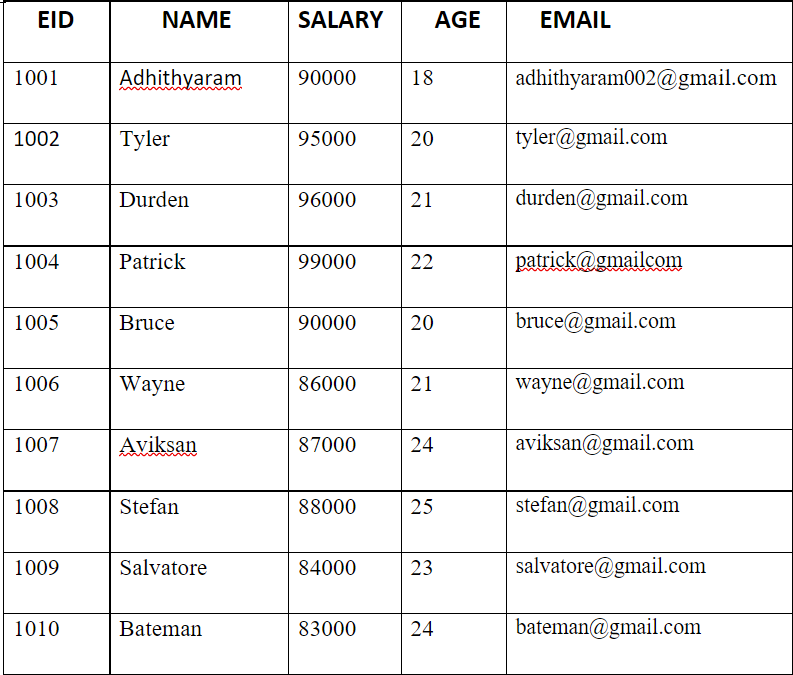 EID NAME SALARY AGE EMAIL
1001 Adhithyaram 90000 18 adhithyaram002@gmail.com
1002 Tyler 95000 20 tyler@gmail.com
1003 Durden 96000 21 durden@gmail.com
1004 Patrick 99000 22 patrick@gmailcom
1005 Bruce 90000 20 bruce@gmail.com
1006 Wayne 86000 21 wayne@gmail.com
1007 Aviksan 87000 24 aviksan@gmail.com
1008 Stefan 88000 25 stefan@gmail.com
1009 Salvatore 84000 23 salvatore@gmail.com
1010 Bateman 83000 24 bateman@gmail.com